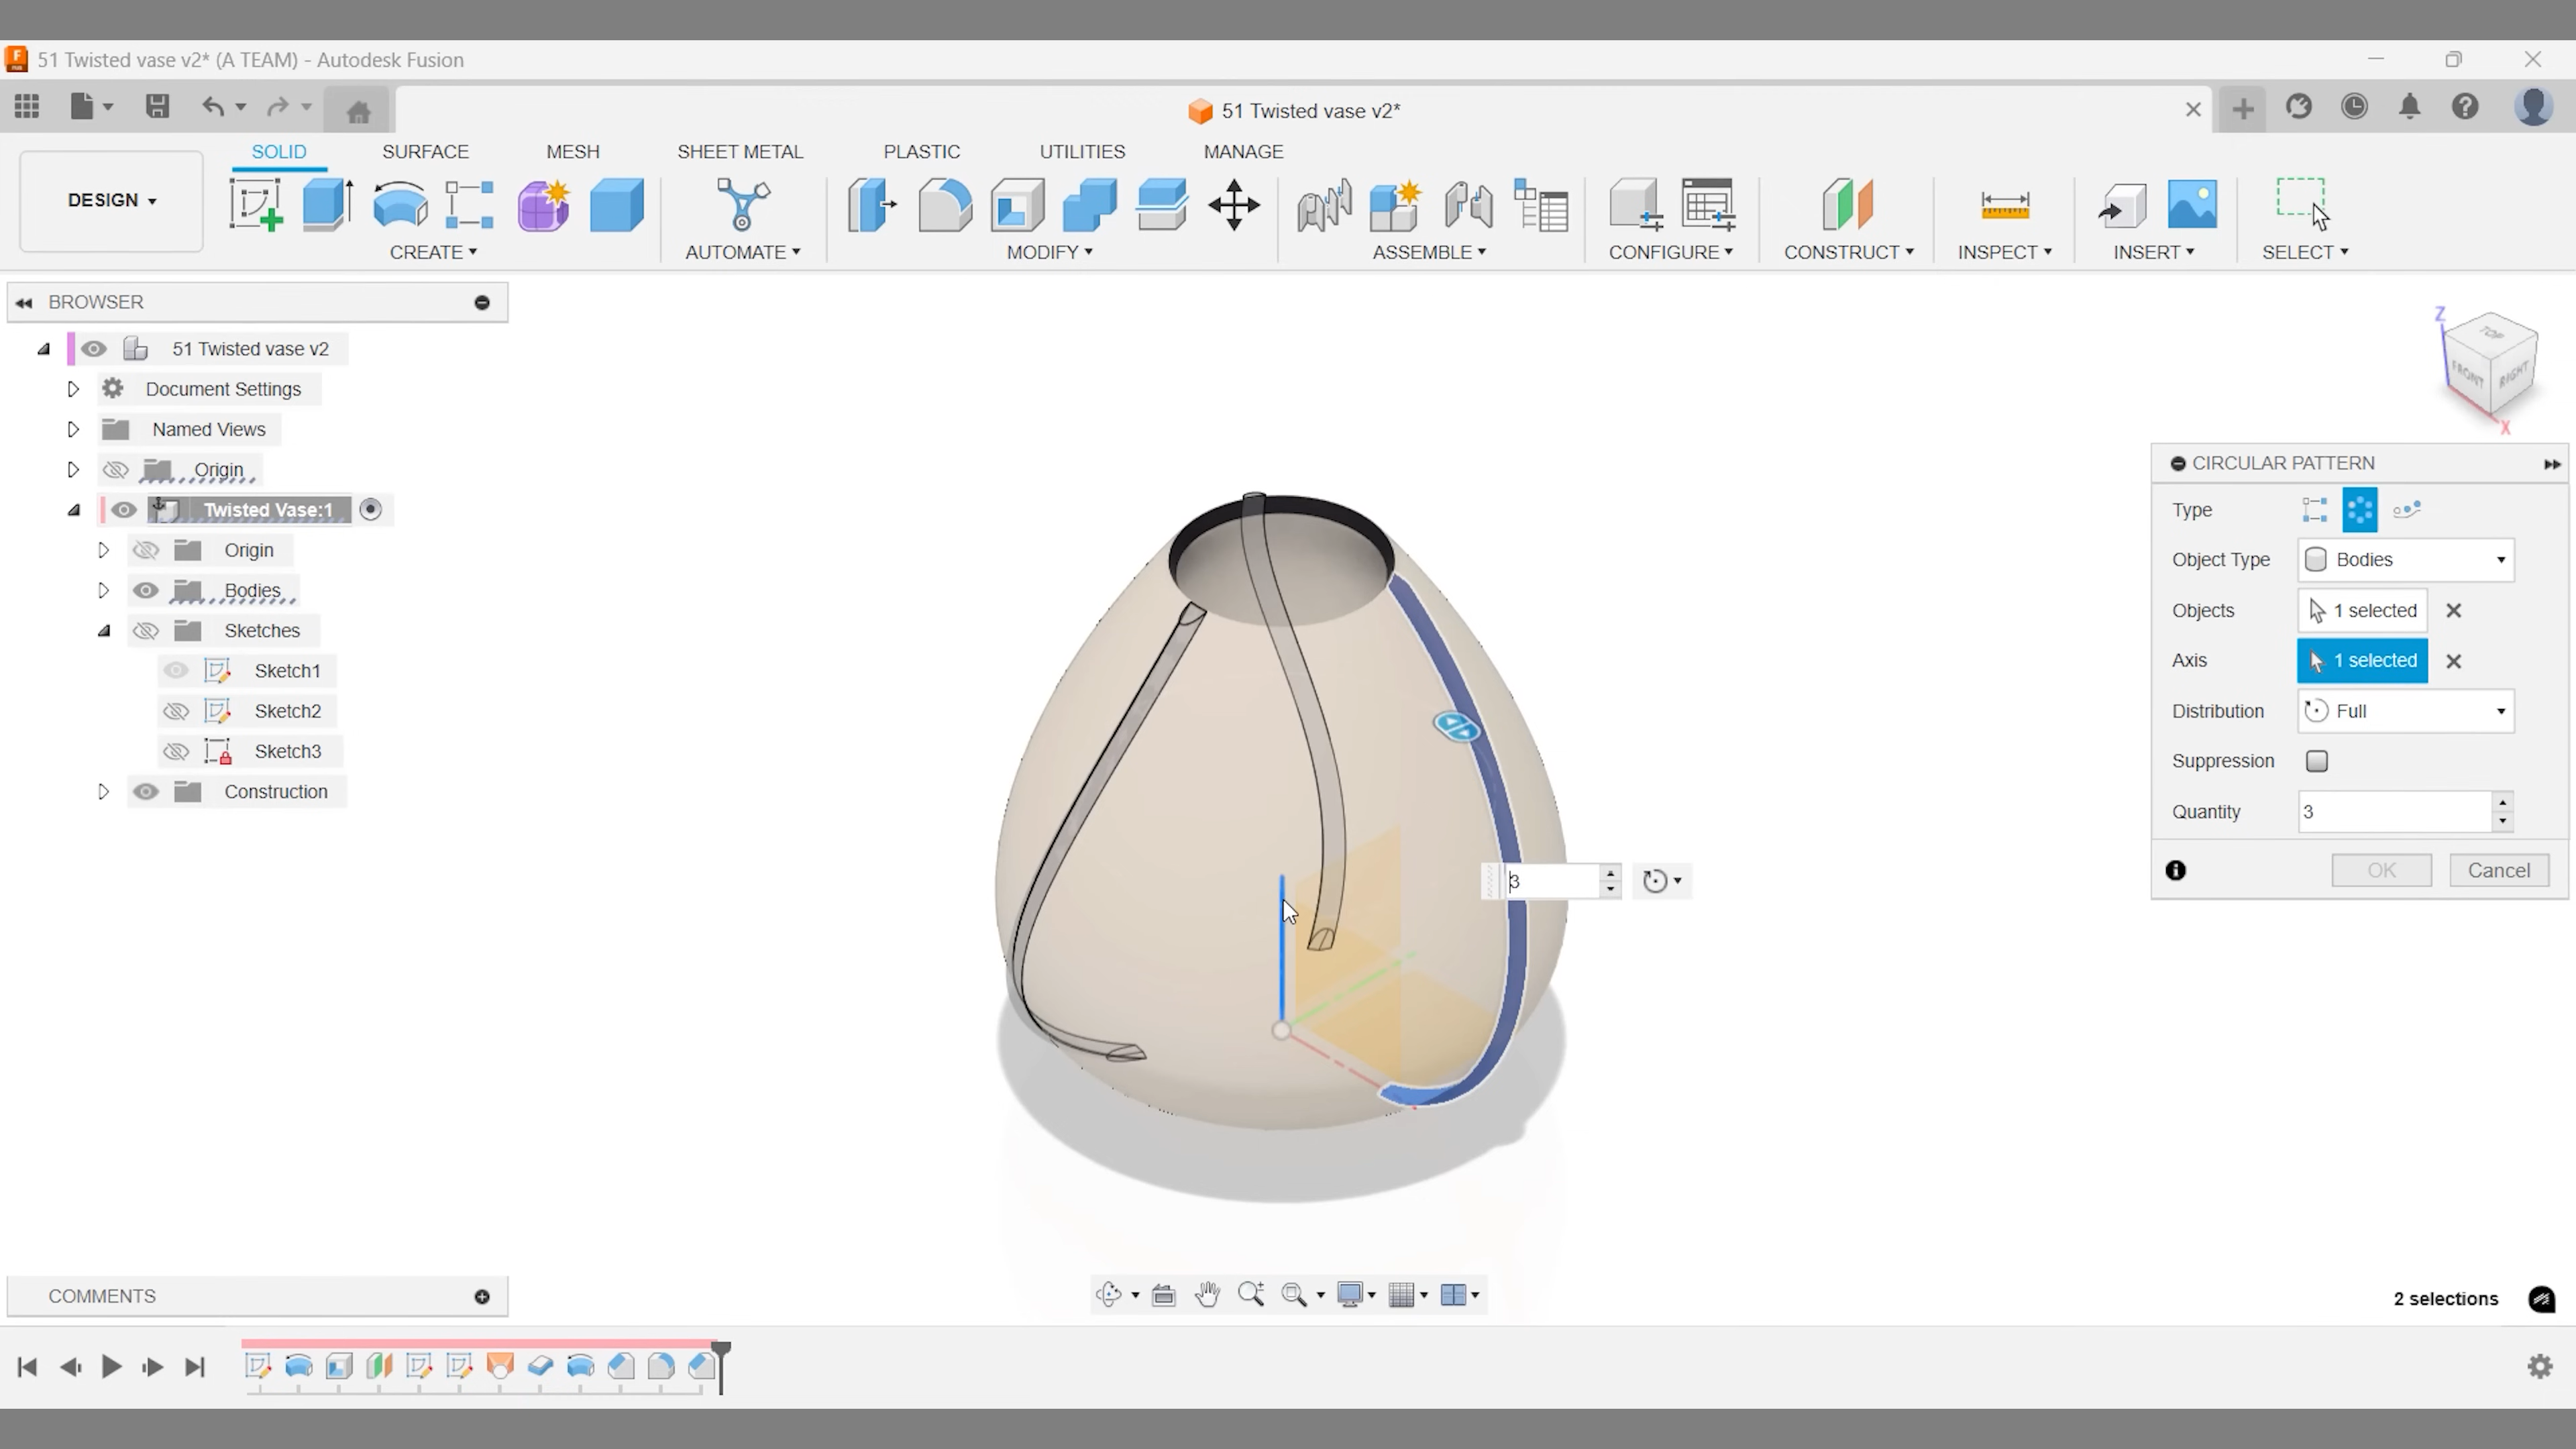 51 Twisted vase v2* (A TEAM) - Autodesk Fusion
51 Twisted vase v2*
SOLID SURFACE MESH SHEET METAL PLASTIC UTILITIES MANAGE
DESIGN
CREATE AUTOMATE MODIFY ASSEMBLE CONFIGURE CONSTRUCT INSPECT INSERT SELECT
BROWSER
51 Twisted vase v2
Document Settings
Named Views
Origin
Twisted Vase:1
Origin
Bodies
Sketches
Sketch1
Sketch2
Sketch3
Construction
Z
TOP
FRONT RIGHT
X
CIRCULAR PATTERN
Type
Object Type Bodies
Objects 1 selected
Axis 1 selected
Distribution Full
Suppression
Quantity 3
OK Cancel
3
COMMENTS
2 selections